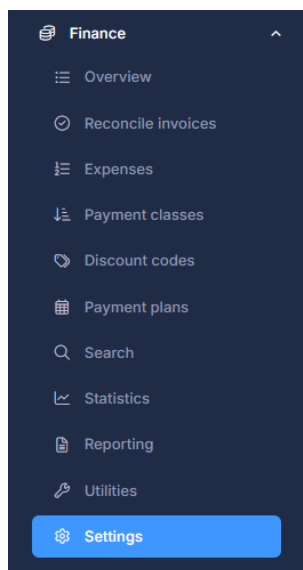 Finance
Overview
Reconcile invoices
Expenses
Payment classes
Discount codes
Payment plans
Search
Statistics
Reporting
Utilities
Settings